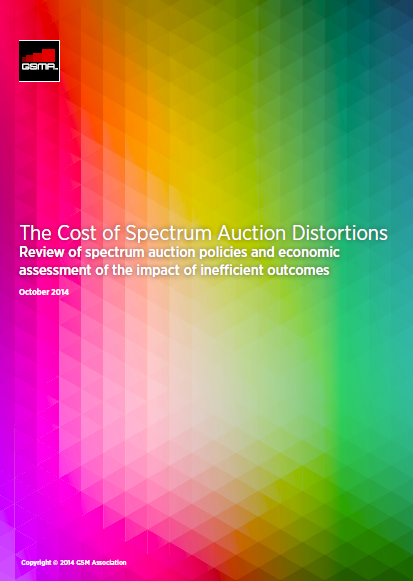 GSMA
The Cost of Spectrum Auction Distortions
Review of spectrum auction policies and economic
assessment of the impact of inefficient outcomes
October 2014
Copyright © 2014 GSM Association